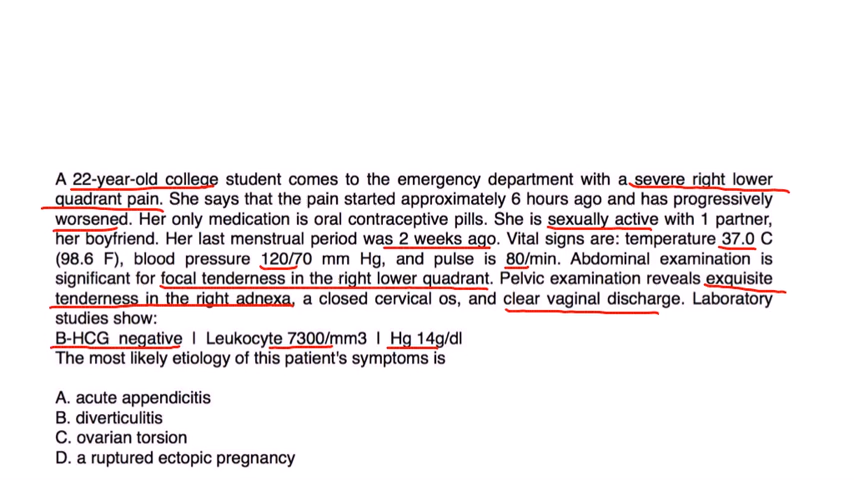 A 22-year-old college student comes to the emergency department with a severe right lower
quadrant pain. She says that the pain started approximately 6 hours ago and has progressively
worsened. Her only medication is oral contraceptive pills. She is sexually active with 1 partner,
her boyfriend. Her last menstrual period was 2 weeks ago. Vital signs are: temperature 37.0 C
(98.6 F), blood pressure 120/70 mm Hg, and pulse is 80/min. Abdominal examination is
significant for focal tenderness in the right lower quadrant. Pelvic examination reveals exquisite
tenderness in the right adnexa, a closed cervical os, and clear vaginal discharge. Laboratory
studies show:
B-HCG negative | Leukocyte 7300/mm3 | Hg 14g/dl
The most likely etiology of this patient's symptoms is
A. acute appendicitis
B. diverticulitis
C. ovarian torsion
D. a ruptured ectopic pregnancy